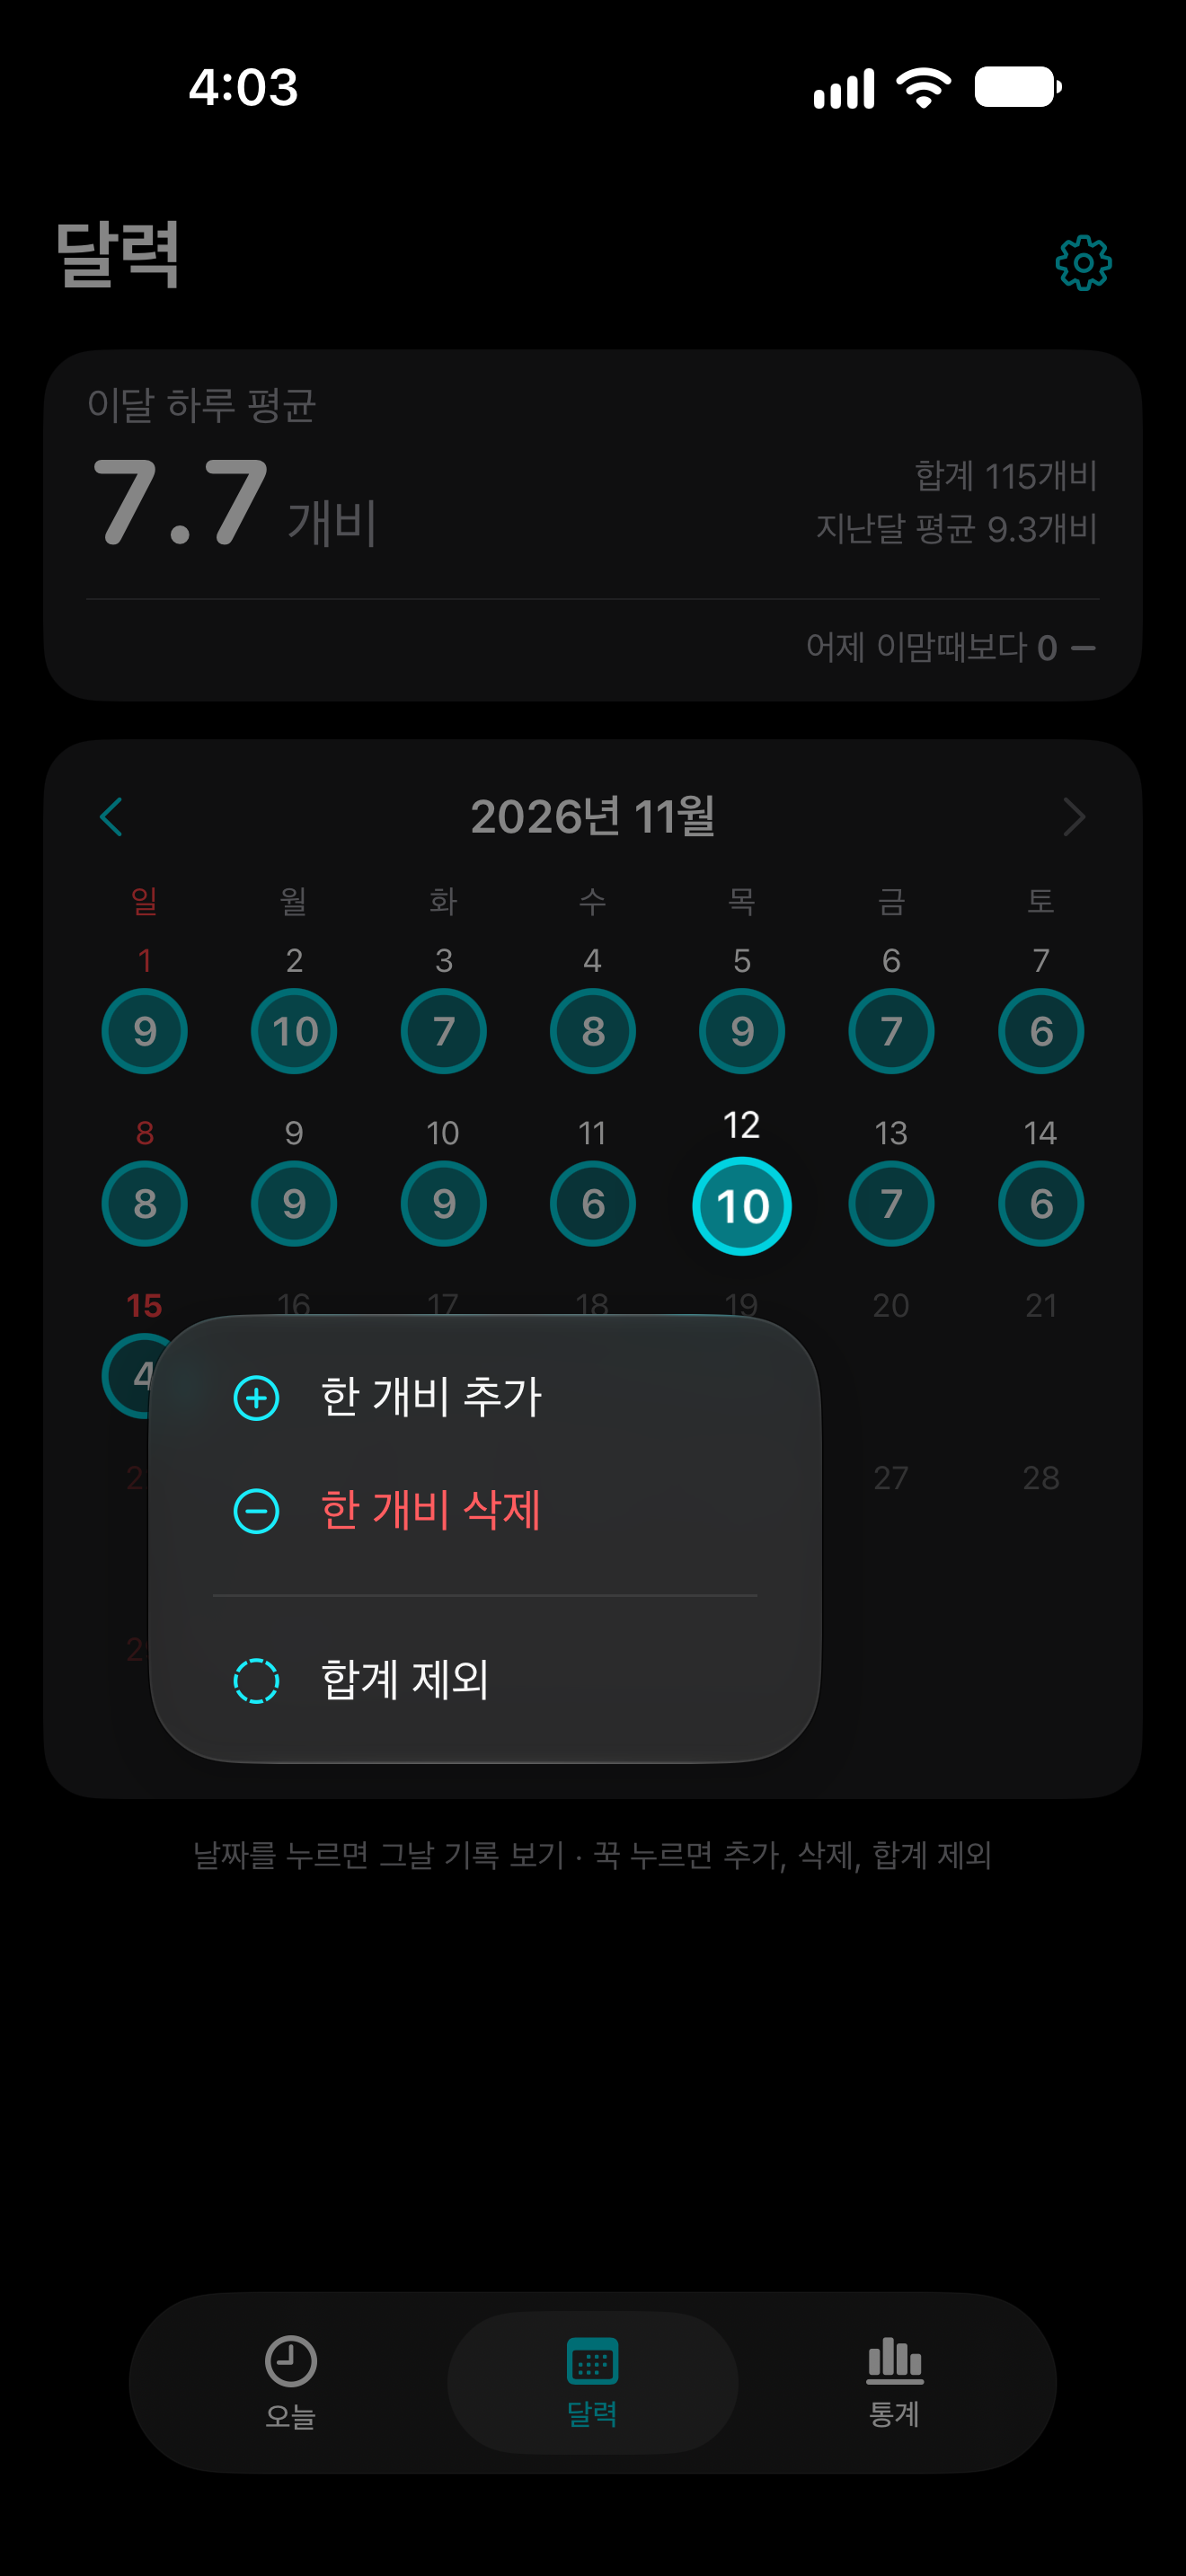 4:03
달력
이달 하루 평균
7.7 개비
합계 115개비
지난달 평균 9.3개비
어제 이맘때보다 0 –
2026년 11월
일 월 화 수 목 금 토
1 2 3 4 5 6 7
9 10 7 8 9 7 6
8 9 10 11 12 13 14
8 9 9 6 10 7 6
15 16 17 18 19 20 21
4
한 개비 추가
27 28
한 개비 삭제
합계 제외
날짜를 누르면 그날 기록 보기 · 꾹 누르면 추가, 삭제, 합계 제외
오늘 달력 통계